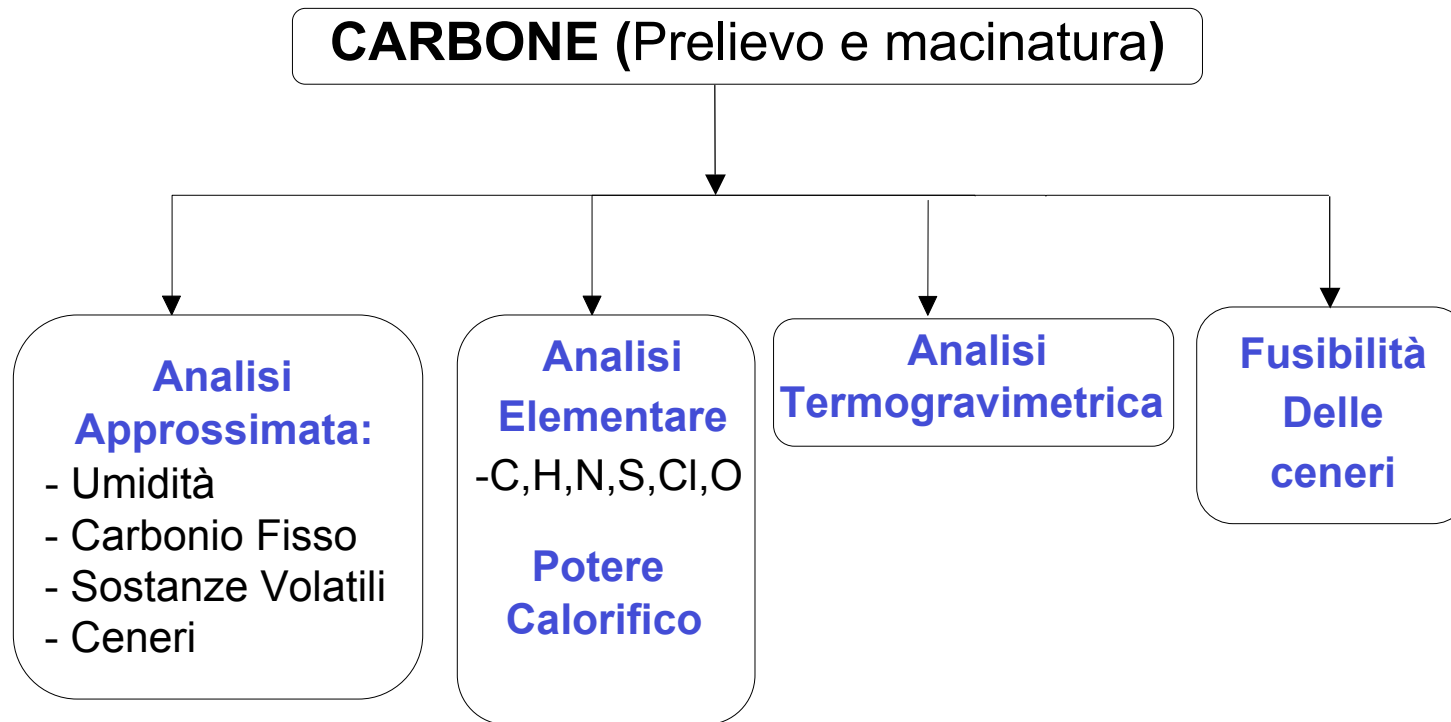 CARBONE (Prelievo e macinatura)
Analisi
Approssimata:
- Umidità
- Carbonio Fisso
- Sostanze Volatili
- Ceneri
Analisi
Elementare
-C,H,N,S,Cl,O
Potere
Calorifico
Analisi
Termogravimetrica
Fusibilità
Delle
ceneri